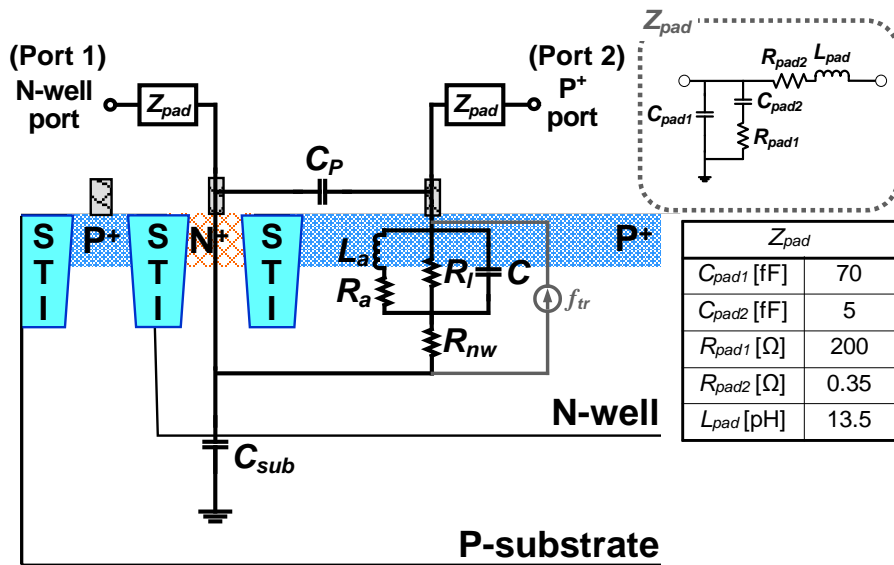 (Port 1)
N-well
port
Zpad
(Port 2)
P+
port
Zpad
Zpad
Rpad2
Lpad
Cpad1
Cpad2
Rpad1
CP
S
T
I
P+
S
T
I
N+
S
T
I
P+
La
Ra
Rl
C
ftr
Rnw
N-well
Csub
P-substrate
Zpad
Cpad1 [fF] 70
Cpad2 [fF] 5
Rpad1 [Ω] 200
Rpad2 [Ω] 0.35
Lpad [pH] 13.5